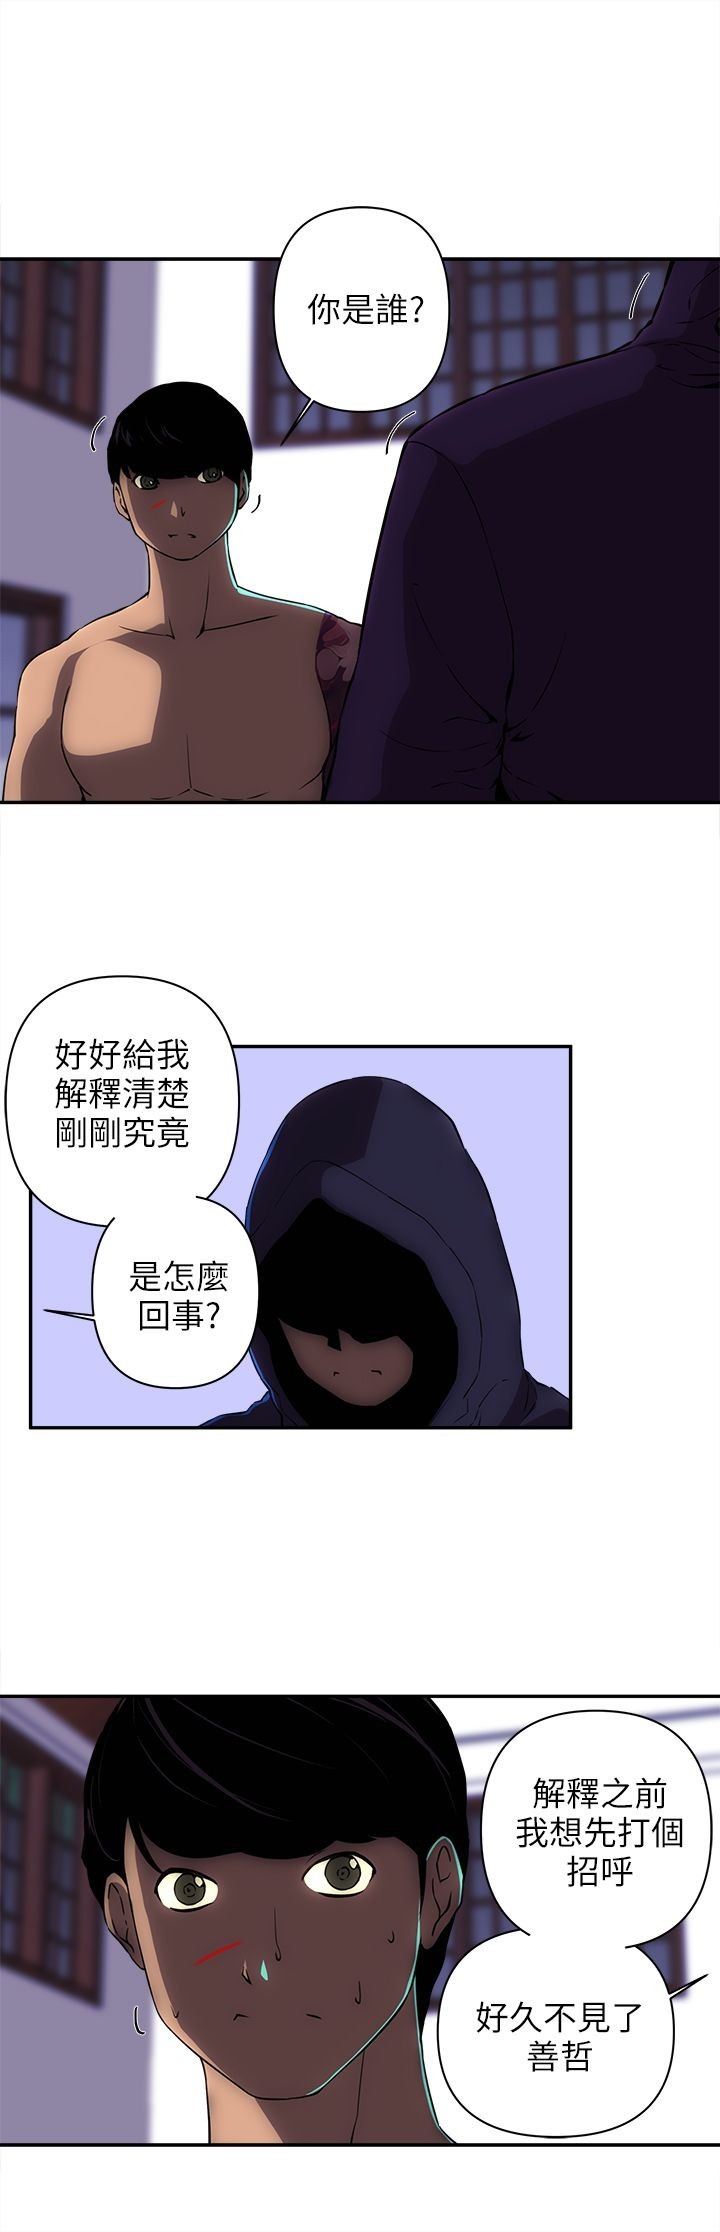 你是誰?
好好給我
解釋清楚
剛剛究竟
是怎麼
回事?
解釋之前
我想先打個
招呼
好久不見了
善哲